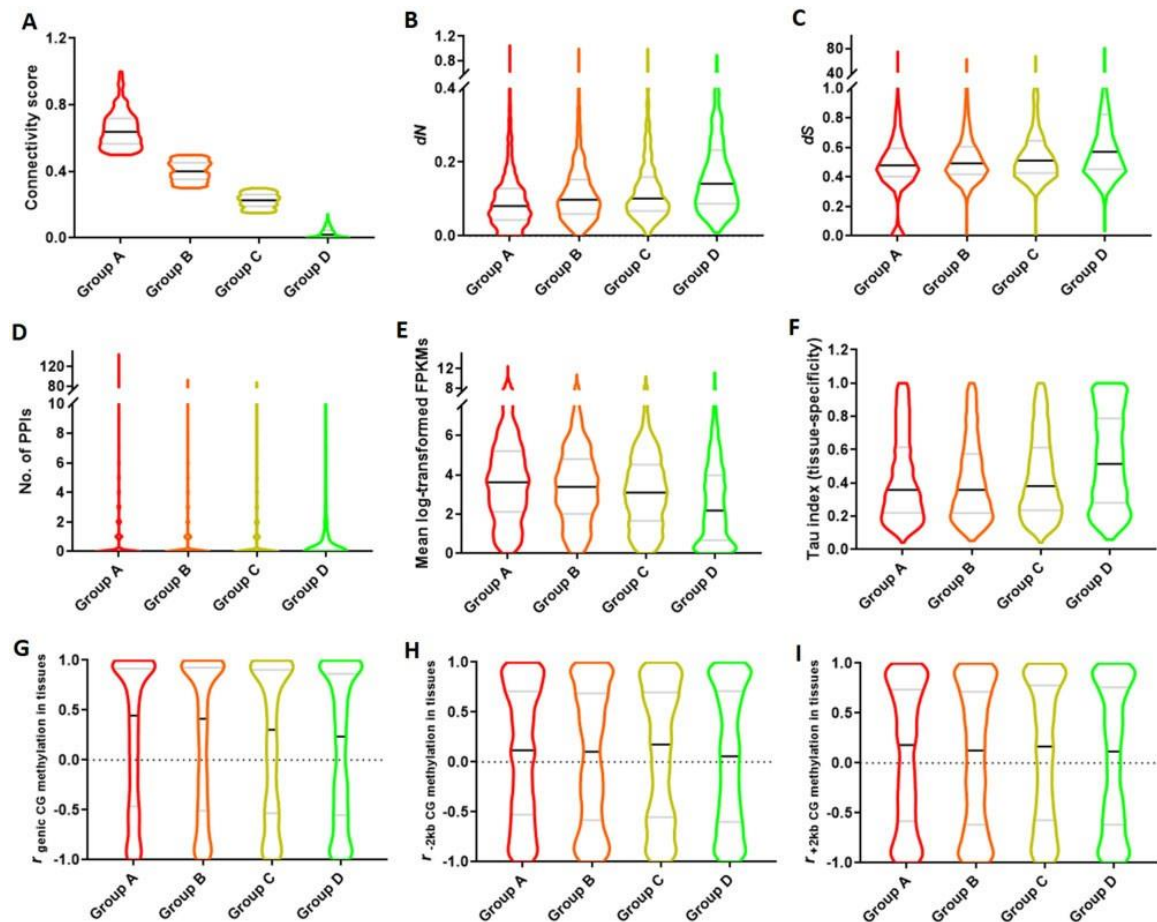 A
Connectivity score
1.2
0.8
0.4
0.0
Group A
Group B
Group C
Group D
B
dN
1.2
0.8
0.4
0.2
0.0
Group A
Group B
Group C
Group D
C
dS
80
40
1.0
0.8
0.6
0.4
0.2
0.0
Group A
Group B
Group C
Group D
D
No. of PPIs
120
80
10
8
6
4
2
0
Group A
Group B
Group C
Group D
E
Mean log-transformed FPKMs
12
8
6
4
2
0
Group A
Group B
Group C
Group D
F
Tau index (tissue-specificity)
1.2
1.0
0.8
0.6
0.4
0.2
0.0
Group A
Group B
Group C
Group D
G
r genic CG methylation in tissues
1.0
0.5
0.0
-0.5
-1.0
Group A
Group B
Group C
Group D
H
r -2kb CG methylation in tissues
1.0
0.5
0.0
-0.5
-1.0
Group A
Group B
Group C
Group D
I
r +2kb CG methylation in tissues
1.0
0.5
0.0
-0.5
-1.0
Group A
Group B
Group C
Group D